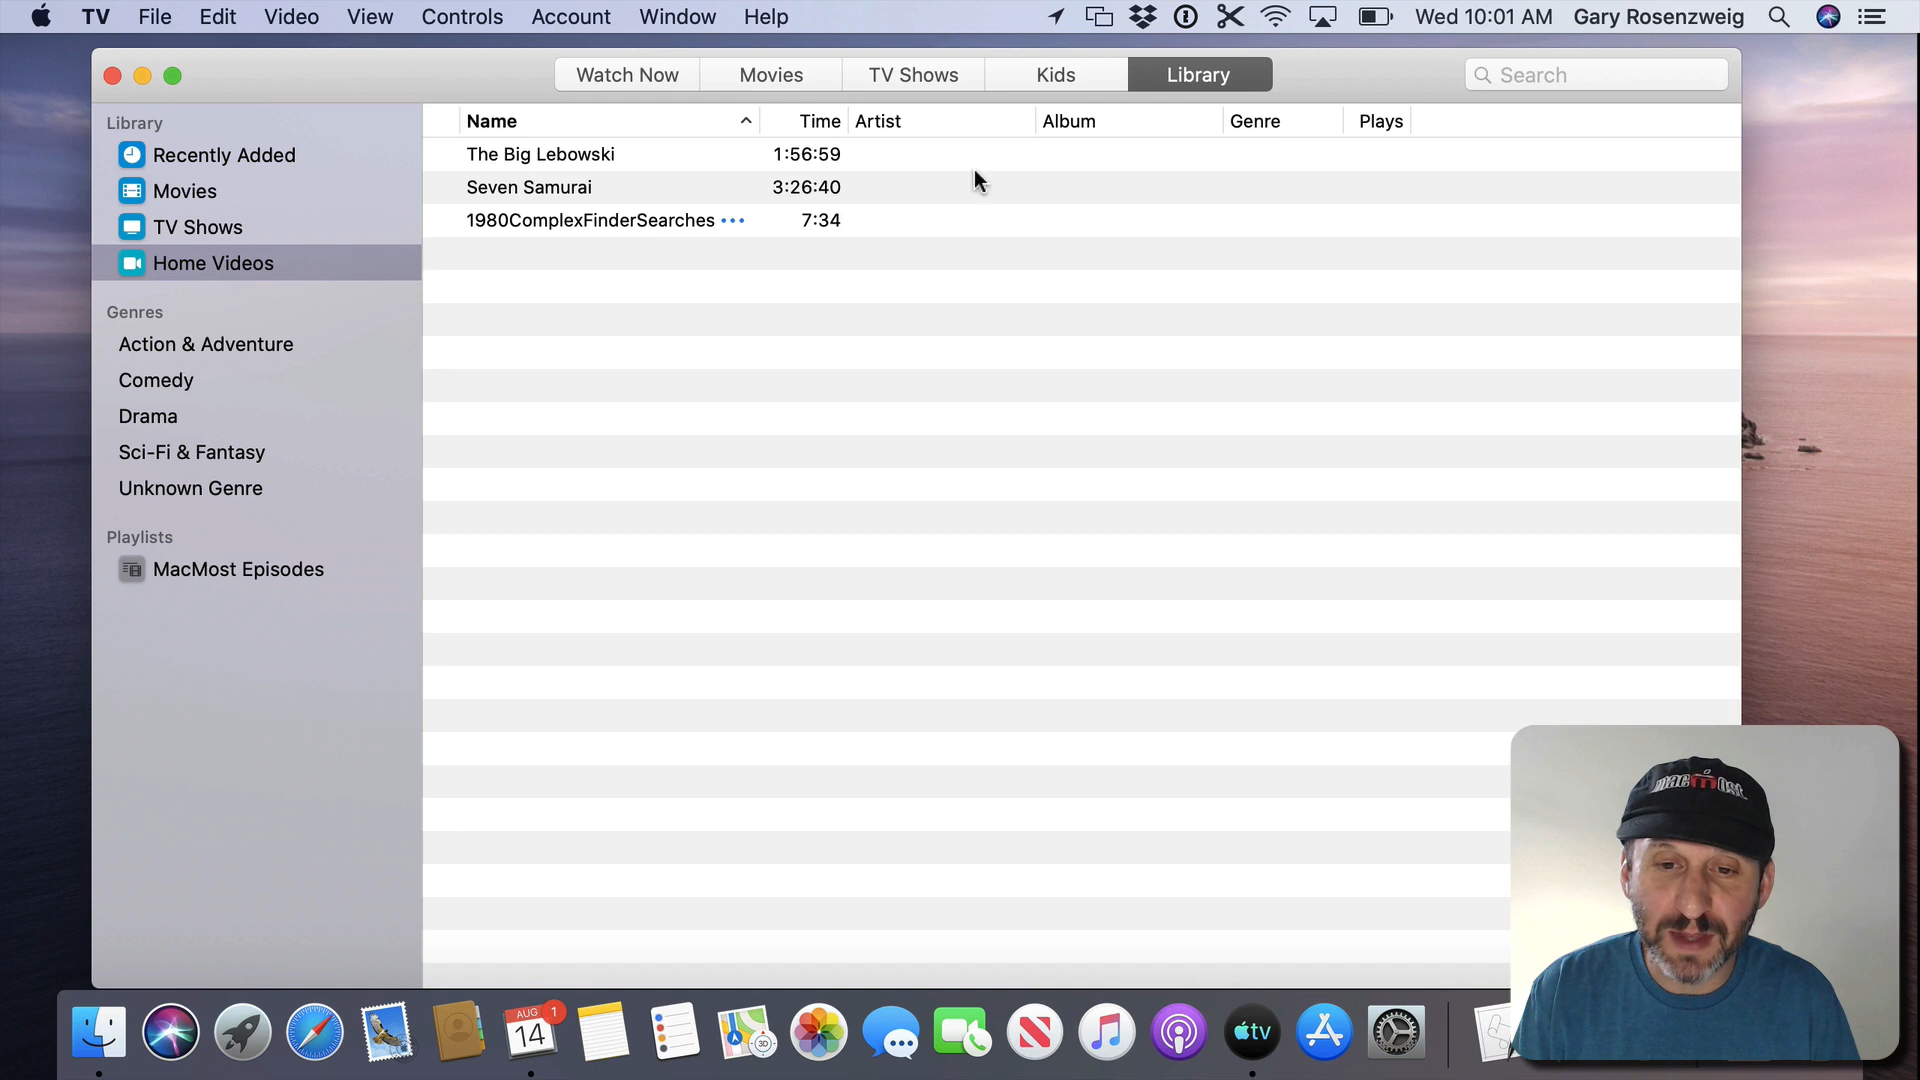 TV File Edit Video View Controls Account Window Help Wed 10:01 AM Gary Rosenzweig
Watch Now Movies TV Shows Kids Library Search
Library
Recently Added
Movies
TV Shows
Home Videos
Genres
Action & Adventure
Comedy
Drama
Sci-Fi & Fantasy
Unknown Genre
Playlists
MacMost Episodes
Name Time Artist Album Genre Plays
The Big Lebowski 1:56:59
Seven Samurai 3:26:40
1980ComplexFinderSearches ••• 7:34
macmost
AUG
14
1
3D
tv